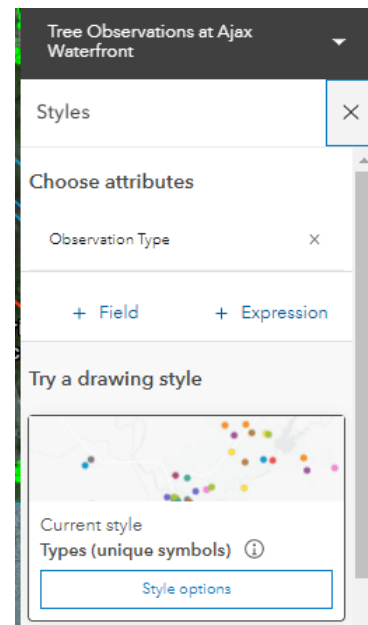 Tree Observations at Ajax
Waterfront
Styles
Choose attributes
Observation Type
+ Field + Expression
Try a drawing style
Current style
Types (unique symbols)
Style options